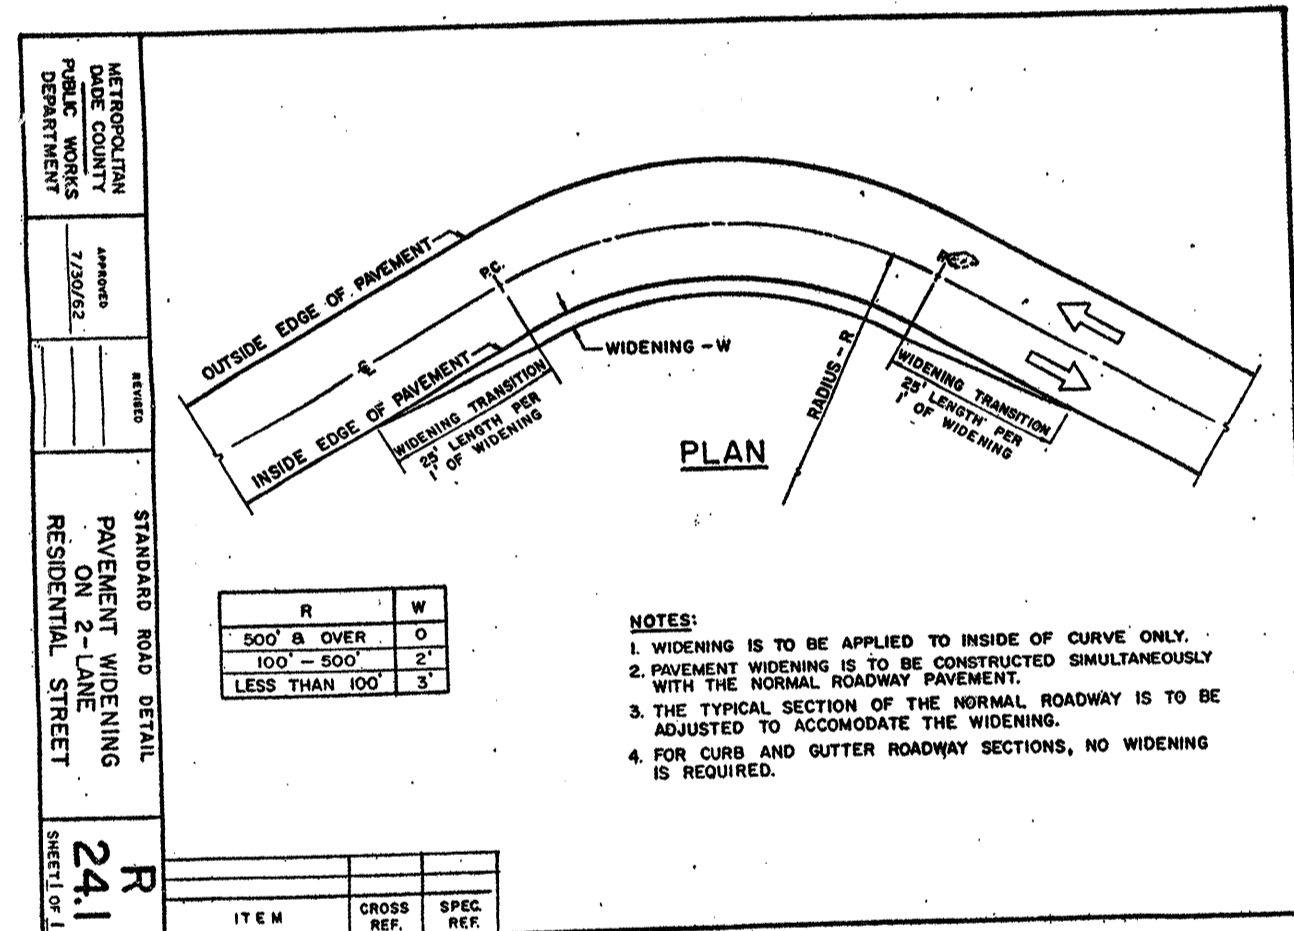 METROPOLITAN
DADE COUNTY
PUBLIC WORKS
DEPARTMENT
APPROVED
7/30/62
REVISED
STANDARD ROAD DETAIL
PAVEMENT WIDENING
ON 2-LANE
RESIDENTIAL STREET
R
24.1
SHEET 1 OF 1
OUTSIDE EDGE OF PAVEMENT
P.C.
℄
INSIDE EDGE OF PAVEMENT
WIDENING TRANSITION
25' LENGTH PER
1' OF WIDENING
WIDENING - W
RADIUS - R
WIDENING TRANSITION
25' LENGTH PER
1' OF WIDENING
PLAN
R W
500' & OVER 0
100' - 500' 2'
LESS THAN 100' 3'
NOTES:
1. WIDENING IS TO BE APPLIED TO INSIDE OF CURVE ONLY.
2. PAVEMENT WIDENING IS TO BE CONSTRUCTED SIMULTANEOUSLY
WITH THE NORMAL ROADWAY PAVEMENT.
3. THE TYPICAL SECTION OF THE NORMAL ROADWAY IS TO BE
ADJUSTED TO ACCOMODATE THE WIDENING.
4. FOR CURB AND GUTTER ROADWAY SECTIONS, NO WIDENING
IS REQUIRED.
ITEM
CROSS
REF.
SPEC.
REF.